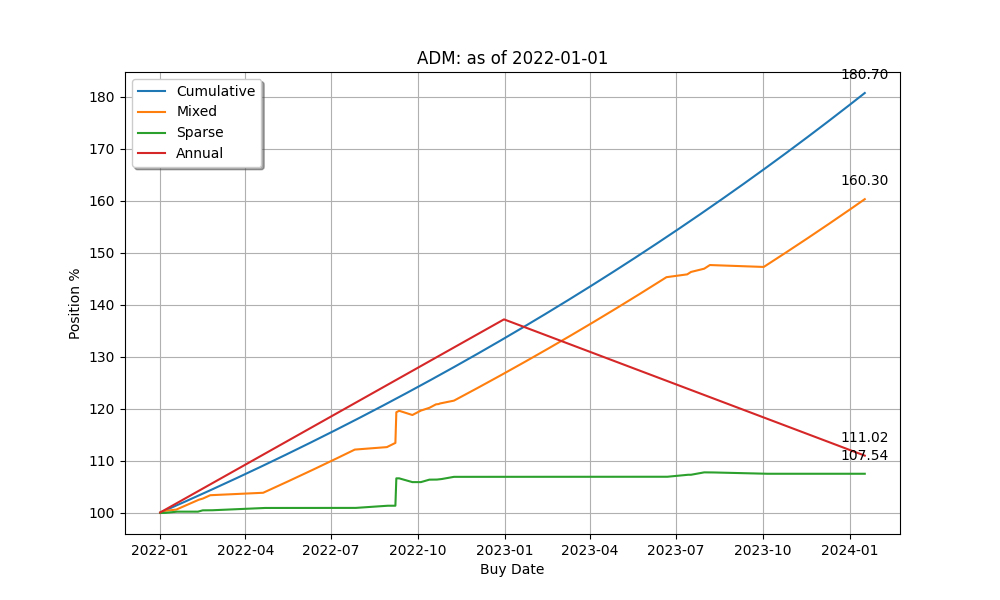 ADM: as of 2022-01-01
Cumulative
Mixed
Sparse
Annual
180.70
160.30
111.02
107.54
Position %
180
170
160
150
140
130
120
110
100
2022-01 2022-04 2022-07 2022-10 2023-01 2023-04 2023-07 2023-10 2024-01
Buy Date